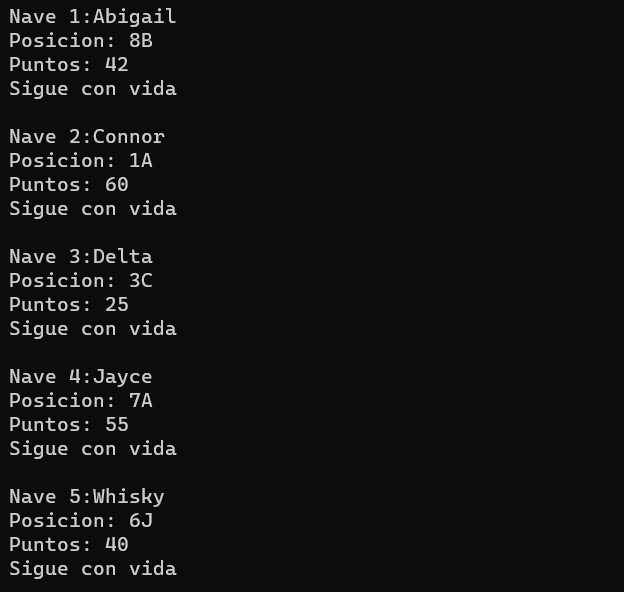 Nave 1:Abigail
Posicion: 8B
Puntos: 42
Sigue con vida

Nave 2:Connor
Posicion: 1A
Puntos: 60
Sigue con vida

Nave 3:Delta
Posicion: 3C
Puntos: 25
Sigue con vida

Nave 4:Jayce
Posicion: 7A
Puntos: 55
Sigue con vida

Nave 5:Whisky
Posicion: 6J
Puntos: 40
Sigue con vida